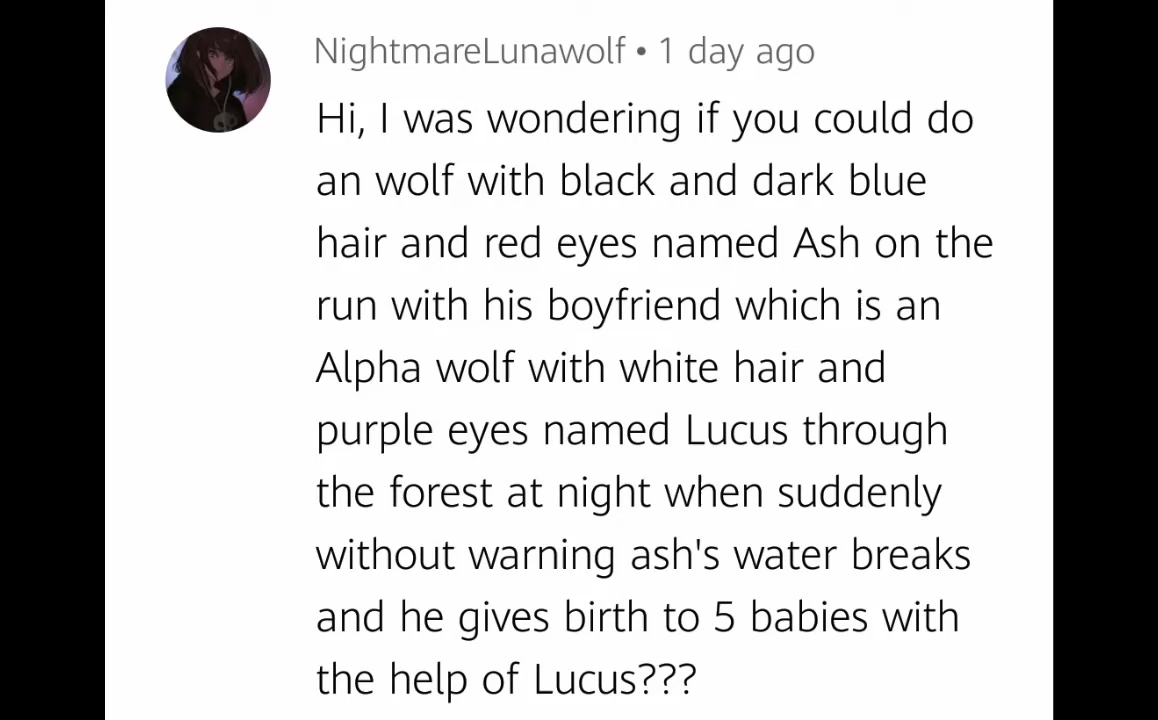 NightmareLunawolf • 1 day ago
Hi, I was wondering if you could do
an wolf with black and dark blue
hair and red eyes named Ash on the
run with his boyfriend which is an
Alpha wolf with white hair and
purple eyes named Lucus through
the forest at night when suddenly
without warning ash's water breaks
and he gives birth to 5 babies with
the help of Lucus???